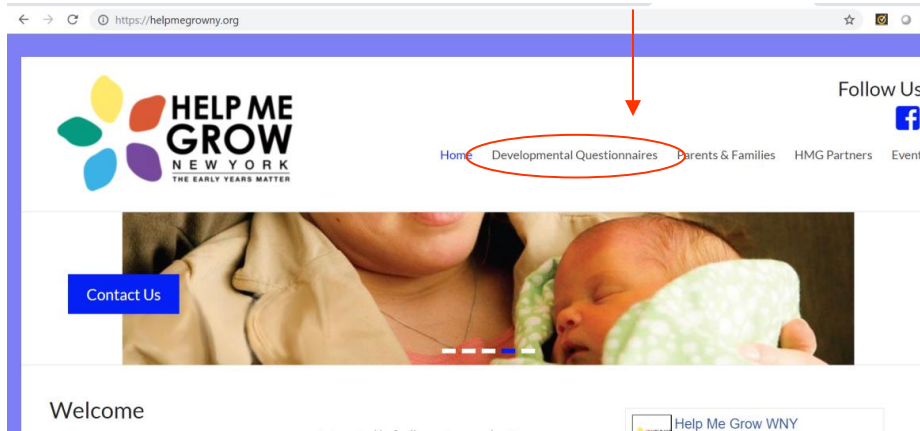 https://helpmegrowny.org
HELP ME
GROW
NEW YORK
THE EARLY YEARS MATTER
Follow Us
Home Developmental Questionnaires Parents & Families HMG Partners Event
Contact Us
Welcome
Help Me Grow WNY